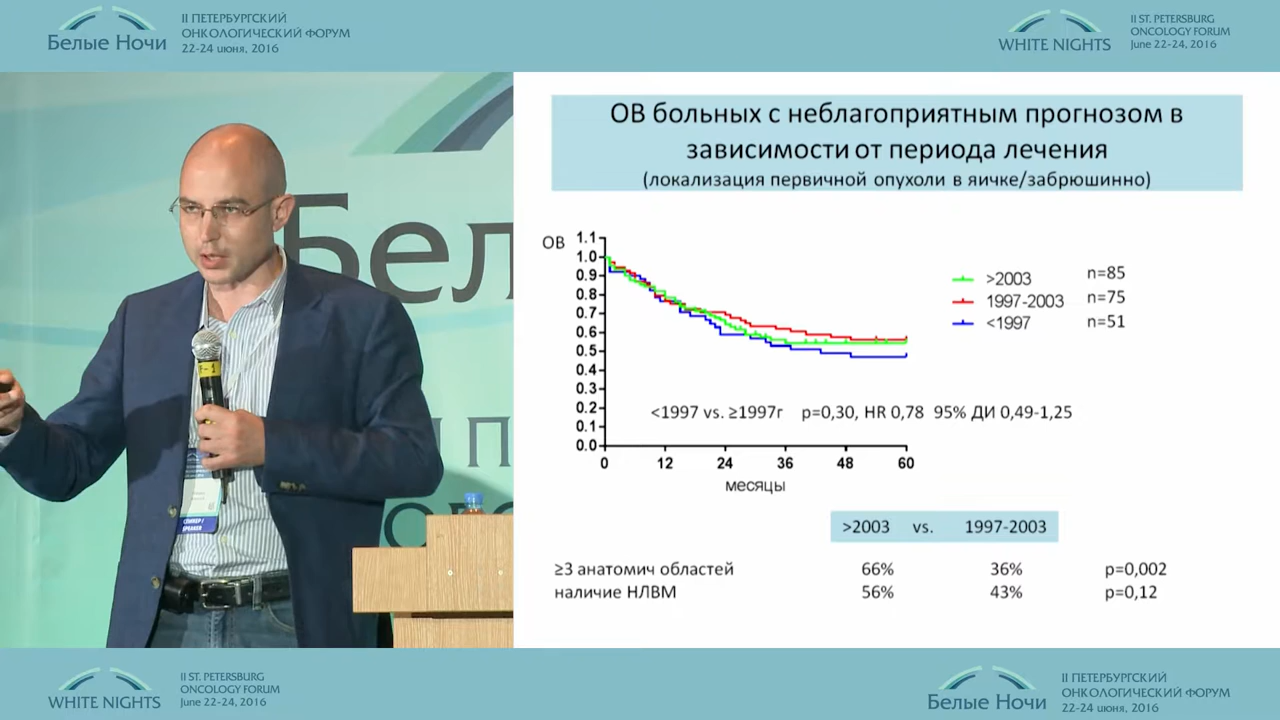 II ПЕТЕРБУРГСКИЙ
ОНКОЛОГИЧЕСКИЙ ФОРУМ
Белые Ночи
22-24 июня, 2016
II ST. PETERSBURG
ONCOLOGY FORUM
WHITE NIGHTS
June 22-24, 2016
Бел
F-1
СПИКЕР /
SPEAKER
ОВ больных с неблагоприятным прогнозом в
зависимости от периода лечения
(локализация первичной опухоли в яичке/забрюшинно)
ОВ
1.1
1.0
0.9
0.8
0.7
0.6
0.5
0.4
0.3
0.2
0.1
0.0
0 12 24 36 48 60
месяцы
>2003 n=85
1997-2003 n=75
<1997 n=51
<1997 vs. ≥1997г p=0,30, HR 0,78 95% ДИ 0,49-1,25
>2003 vs. 1997-2003
≥3 анатомич областей 66% 36% p=0,002
наличие НЛВМ 56% 43% p=0,12
II ST. PETERSBURG
ONCOLOGY FORUM
WHITE NIGHTS
June 22-24, 2016
II ПЕТЕРБУРГСКИЙ
ОНКОЛОГИЧЕСКИЙ ФОРУМ
Белые Ночи
22-24 июня, 2016